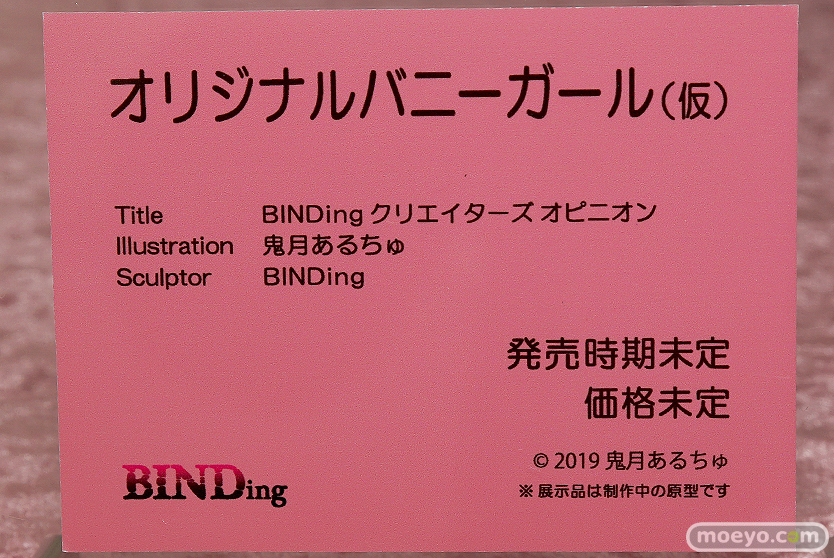 オリジナルバニーガール(仮)
Title BINDing クリエイターズ オピニオン
Illustration 鬼月あるちゅ
Sculptor BINDing
発売時期未定
価格未定
© 2019 鬼月あるちゅ
※ 展示品は制作中の原型です
BINDing
moeyo.com